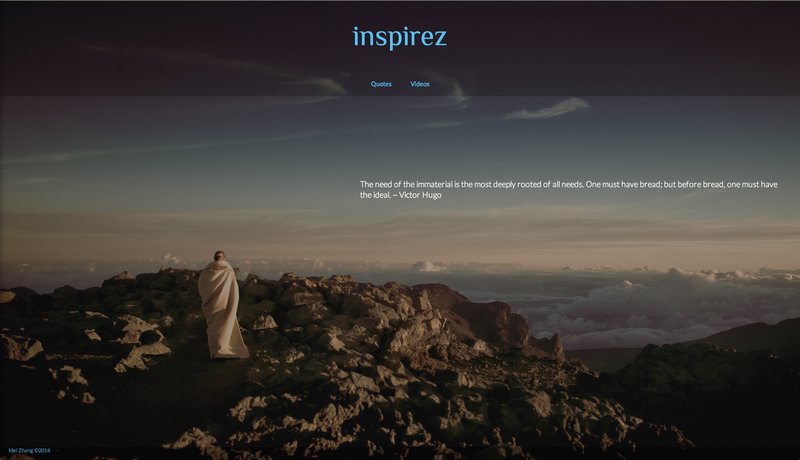 inspirez
Quotes
Videos
The need of the immaterial is the most deeply rooted of all needs. One must have bread; but before bread, one must have
the ideal. ~ Victor Hugo
Mei Zhang ©2014